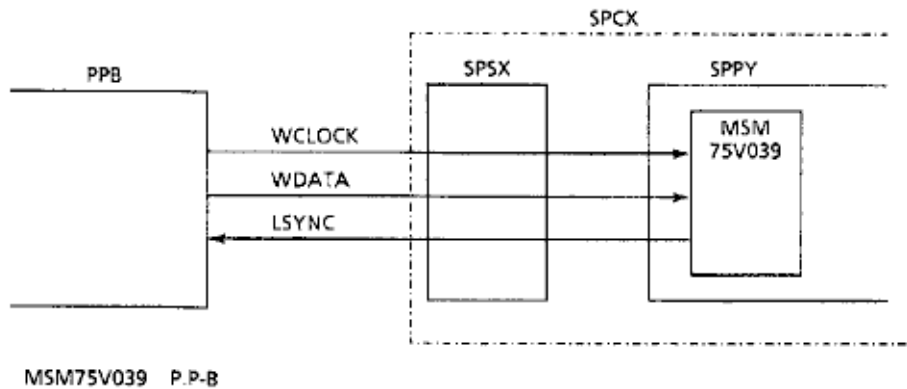 SPCX
PPB
SPSX
SPPY
MSM
75V039
WCLOCK
WDATA
LSYNC
MSM75V039 P.P-B